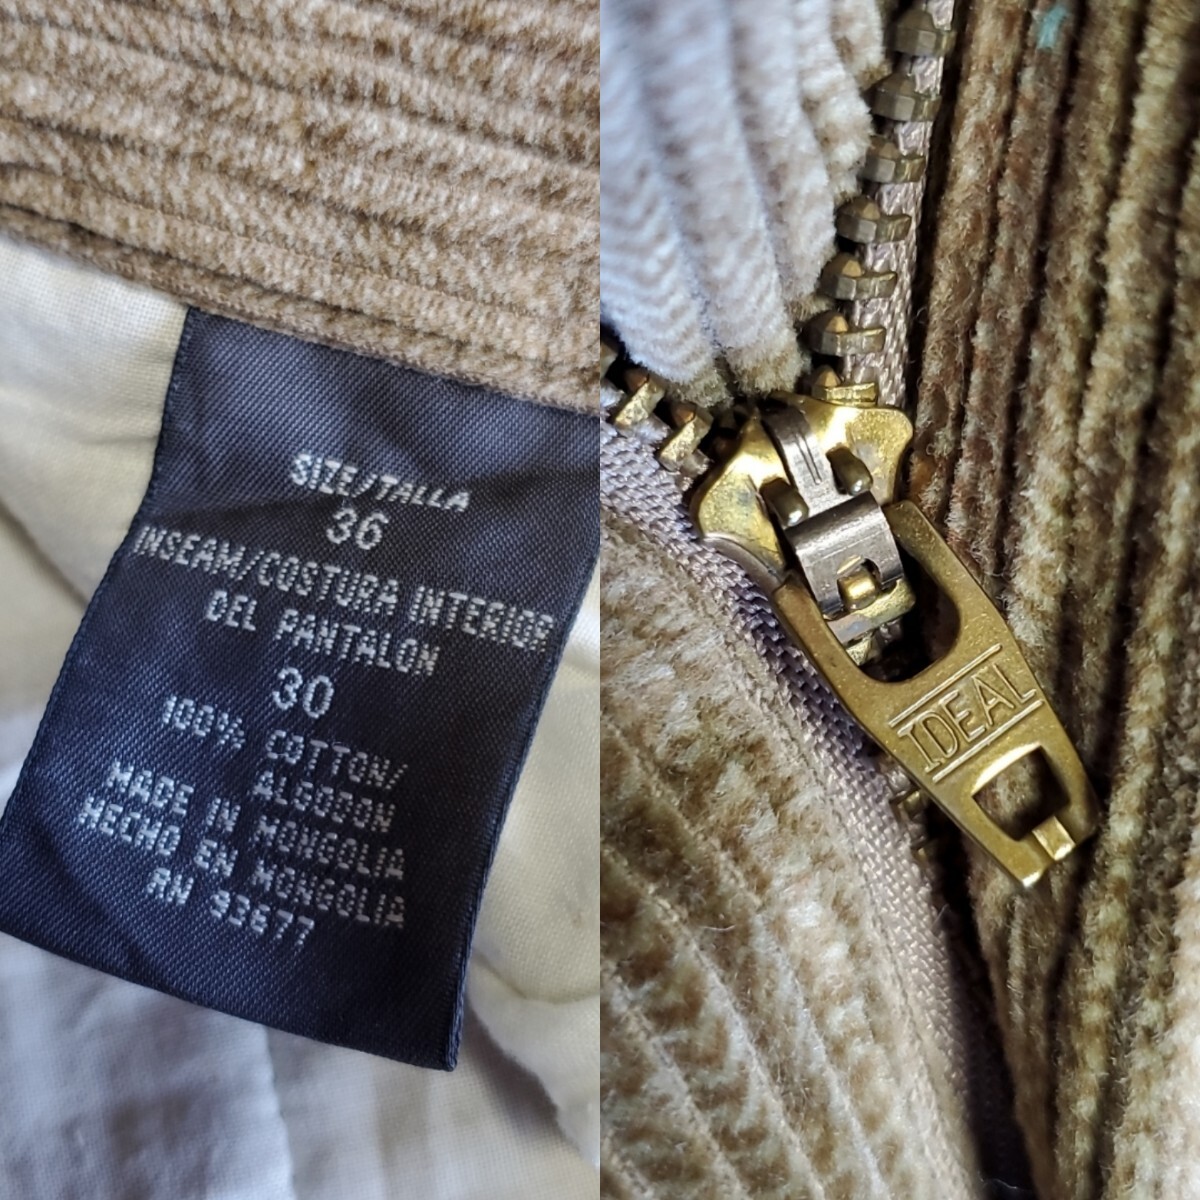 SIZE/TALLA
36
INSEAM/COSTURA INTERIOR
DEL PANTALON
30
100% COTTON/
ALGODON
MADE IN MONGOLIA
HECHO EN MONGOLIA
RN 93677
IDEAL